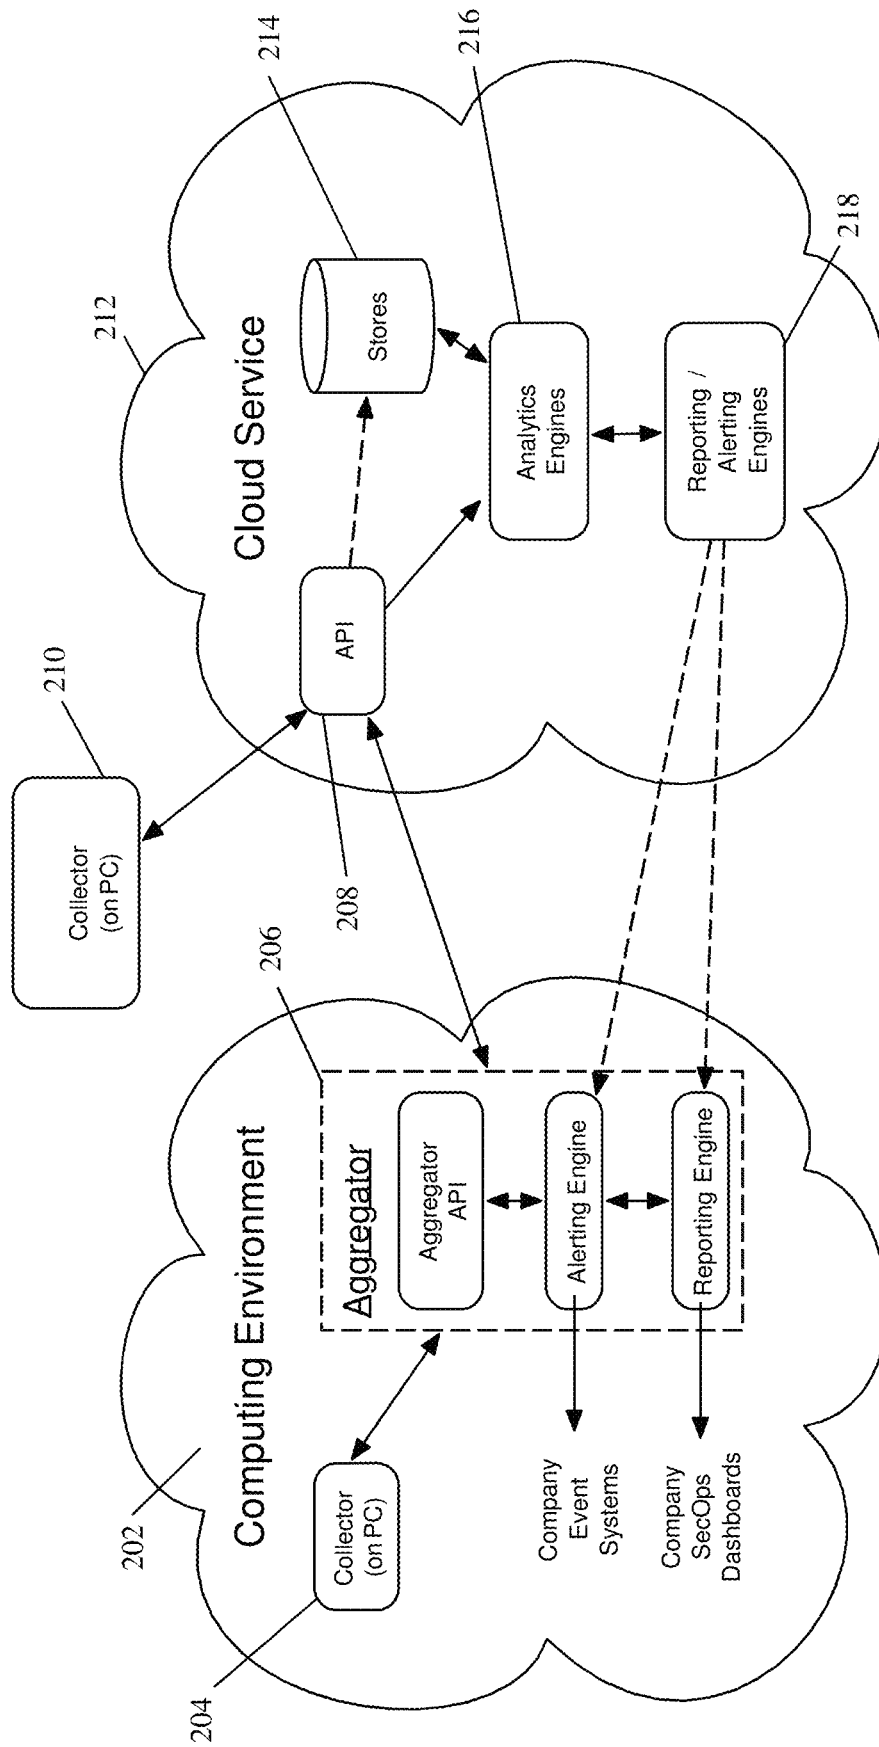 202
Computing Environment
204
Collector
(on PC)
206
Aggregator
Aggregator
API
Alerting Engine
Reporting Engine
Company
Event
Systems
Company
SecOps
Dashboards
210
Collector
(on PC)
208
212
Cloud Service
API
214
Stores
216
Analytics
Engines
Reporting /
Alerting
Engines
218